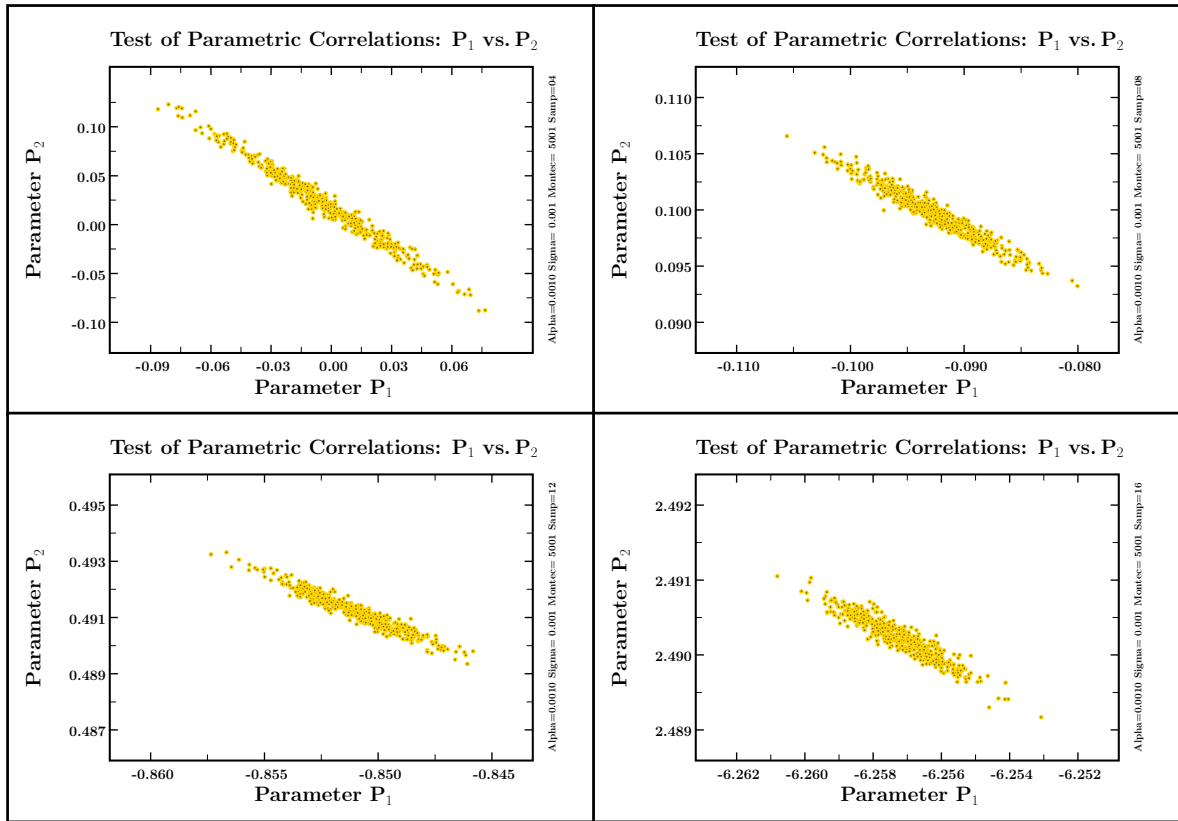 Test of Parametric Correlations: P₁ vs. P₂
0.10
0.05
0.00
-0.05
-0.10
Parameter P₂
-0.09 -0.06 -0.03 0.00 0.03 0.06
Parameter P₁
Alpha=0.0010 Sigma= 0.001 Montec= 5001 Samp=04
Test of Parametric Correlations: P₁ vs. P₂
0.110
0.105
0.100
0.095
0.090
Parameter P₂
-0.110 -0.100 -0.090 -0.080
Parameter P₁
Alpha=0.0010 Sigma= 0.001 Montec= 5001 Samp=08
Test of Parametric Correlations: P₁ vs. P₂
0.495
0.493
0.491
0.489
0.487
Parameter P₂
-0.860 -0.855 -0.850 -0.845
Parameter P₁
Alpha=0.0010 Sigma= 0.001 Montec= 5001 Samp=12
Test of Parametric Correlations: P₁ vs. P₂
2.492
2.491
2.490
2.489
Parameter P₂
-6.262 -6.260 -6.258 -6.256 -6.254 -6.252
Parameter P₁
Alpha=0.0010 Sigma= 0.001 Montec= 5001 Samp=16